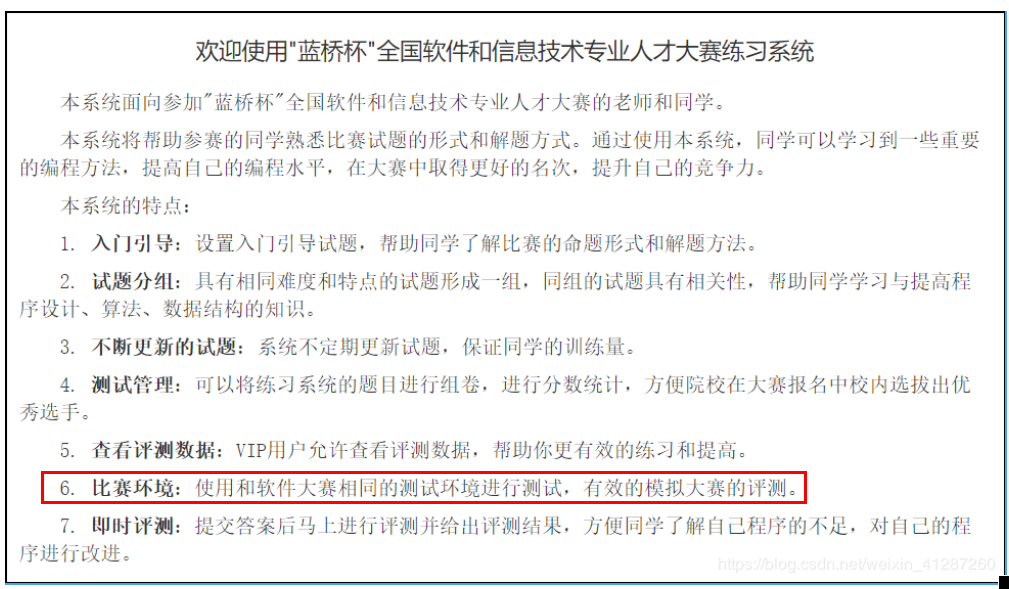 欢迎使用"蓝桥杯"全国软件和信息技术专业人才大赛练习系统
本系统面向参加"蓝桥杯"全国软件和信息技术专业人才大赛的老师和同学。
本系统将帮助参赛的同学熟悉比赛试题的形式和解题方式。通过使用本系统，同学可以学习到一些重要
的编程方法，提高自己的编程水平，在大赛中取得更好的名次，提升自己的竞争力。
本系统的特点：
1. 入门引导：设置入门引导试题，帮助同学了解比赛的命题形式和解题方法。
2. 试题分组：具有相同难度和特点的试题形成一组，同组的试题具有相关性，帮助同学学习与提高程
序设计、算法、数据结构的知识。
3. 不断更新的试题：系统不定期更新试题，保证同学的训练量。
4. 测试管理：可以将练习系统的题目进行组卷，进行分数统计，方便院校在大赛报名中校内选拔出优
秀选手。
5. 查看评测数据：VIP用户允许查看评测数据，帮助你更有效的练习和提高。
6. 比赛环境：使用和软件大赛相同的测试环境进行测试，有效的模拟大赛的评测。
7. 即时评测：提交答案后马上进行评测并给出评测结果，方便同学了解自己程序的不足，对自己的程
序进行改进。
https://blog.csdn.net/weixin_41287260